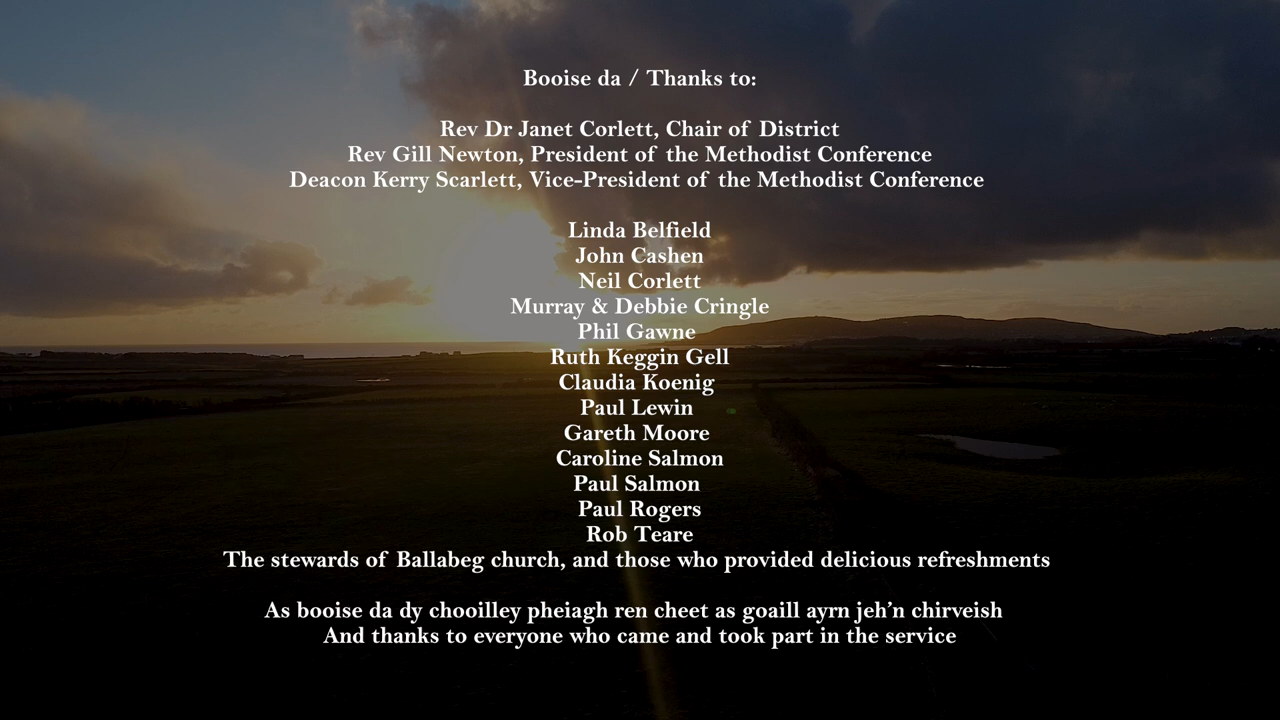 Booise da / Thanks to:
Rev Dr Janet Corlett, Chair of District
Rev Gill Newton, President of the Methodist Conference
Deacon Kerry Scarlett, Vice-President of the Methodist Conference
Linda Belfield
John Cashen
Neil Corlett
Murray & Debbie Cringle
Phil Gawne
Ruth Keggin Gell
Claudia Koenig
Paul Lewin
Gareth Moore
Caroline Salmon
Paul Salmon
Paul Rogers
Rob Teare
The stewards of Ballabeg church, and those who provided delicious refreshments
As booise da dy chooilley pheiagh ren cheet as goaill ayrn jeh’n chirveish
And thanks to everyone who came and took part in the service